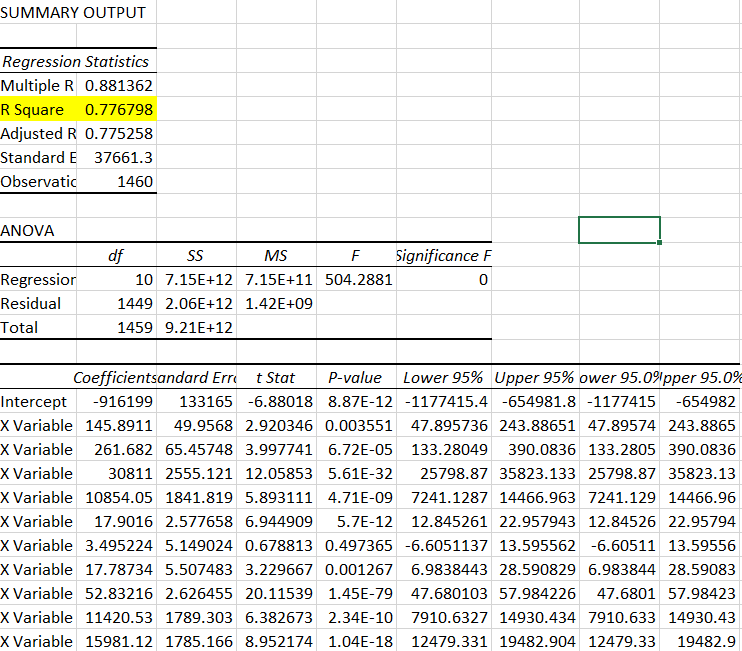 SUMMARY OUTPUT
Regression Statistics
Multiple R 0.881362
R Square 0.776798
Adjusted R 0.775258
Standard E 37661.3
Observatic 1460
ANOVA
df SS MS F Significance F
Regression 10 7.15E+12 7.15E+11 504.2881 0
Residual 1449 2.06E+12 1.42E+09
Total 1459 9.21E+12
Coefficients andard Erro t Stat P-value Lower 95% Upper 95% ower 95.0% pper 95.0%
Intercept -916199 133165 -6.88018 8.87E-12 -1177415.4 -654981.8 -1177415 -654982
X Variable 145.8911 49.9568 2.920346 0.003551 47.895736 243.88651 47.89574 243.8865
X Variable 261.682 65.45748 3.997741 6.72E-05 133.28049 390.0836 133.2805 390.0836
X Variable 30811 2555.121 12.05853 5.61E-32 25798.87 35823.133 25798.87 35823.13
X Variable 10854.05 1841.819 5.893111 4.71E-09 7241.1287 14466.963 7241.129 14466.96
X Variable 17.9016 2.577658 6.944909 5.7E-12 12.845261 22.957943 12.84526 22.95794
X Variable 3.495224 5.149024 0.678813 0.497365 -6.6051137 13.595562 -6.60511 13.59556
X Variable 17.78734 5.507483 3.229667 0.001267 6.9838443 28.590829 6.983844 28.59083
X Variable 52.83216 2.626455 20.11539 1.45E-79 47.680103 57.984226 47.6801 57.98423
X Variable 11420.53 1789.303 6.382673 2.34E-10 7910.6327 14930.434 7910.633 14930.43
X Variable 15981.12 1785.166 8.952174 1.04E-18 12479.331 19482.904 12479.33 19482.9